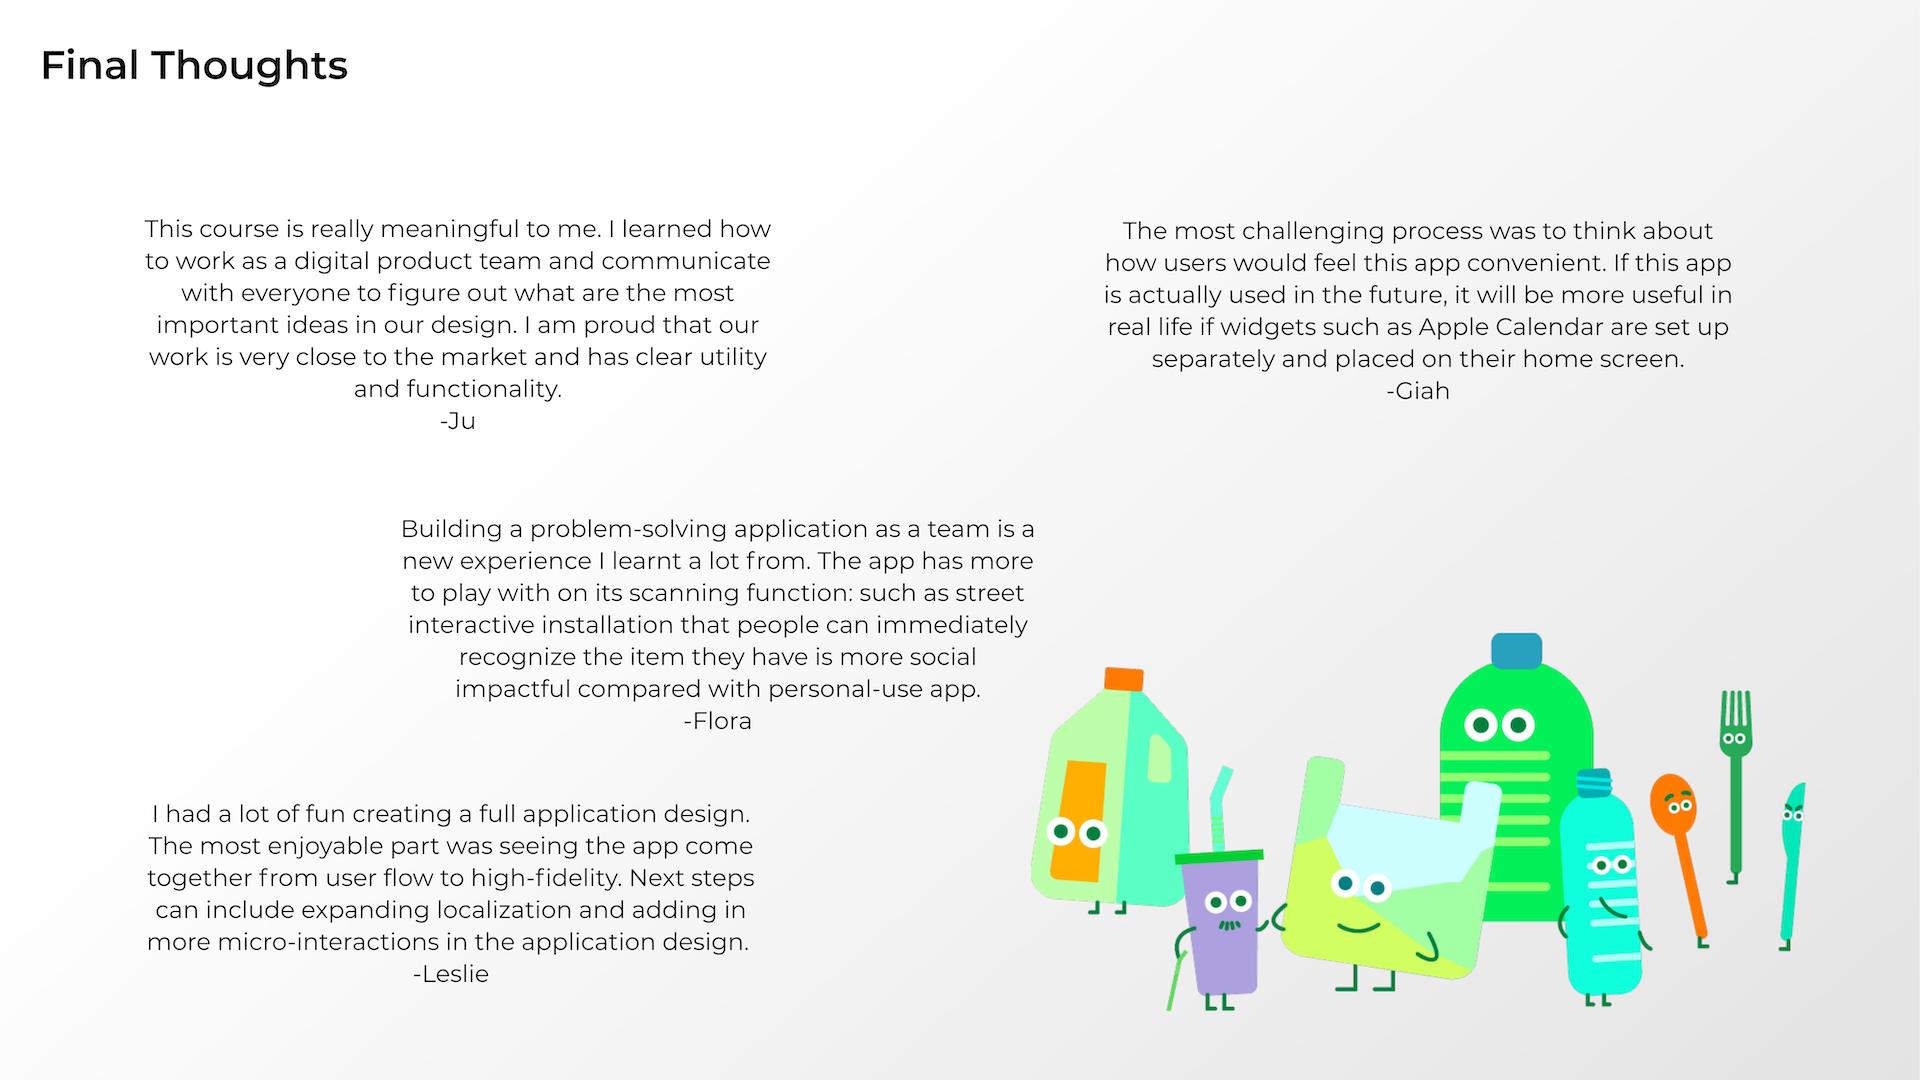 Final Thoughts
This course is really meaningful to me. I learned how
to work as a digital product team and communicate
with everyone to figure out what are the most
important ideas in our design. I am proud that our
work is very close to the market and has clear utility
and functionality.
-Ju
The most challenging process was to think about
how users would feel this app convenient. If this app
is actually used in the future, it will be more useful in
real life if widgets such as Apple Calendar are set up
separately and placed on their home screen.
-Giah
Building a problem-solving application as a team is a
new experience I learnt a lot from. The app has more
to play with on its scanning function: such as street
interactive installation that people can immediately
recognize the item they have is more social
impactful compared with personal-use app.
-Flora
I had a lot of fun creating a full application design.
The most enjoyable part was seeing the app come
together from user flow to high-fidelity. Next steps
can include expanding localization and adding in
more micro-interactions in the application design.
-Leslie